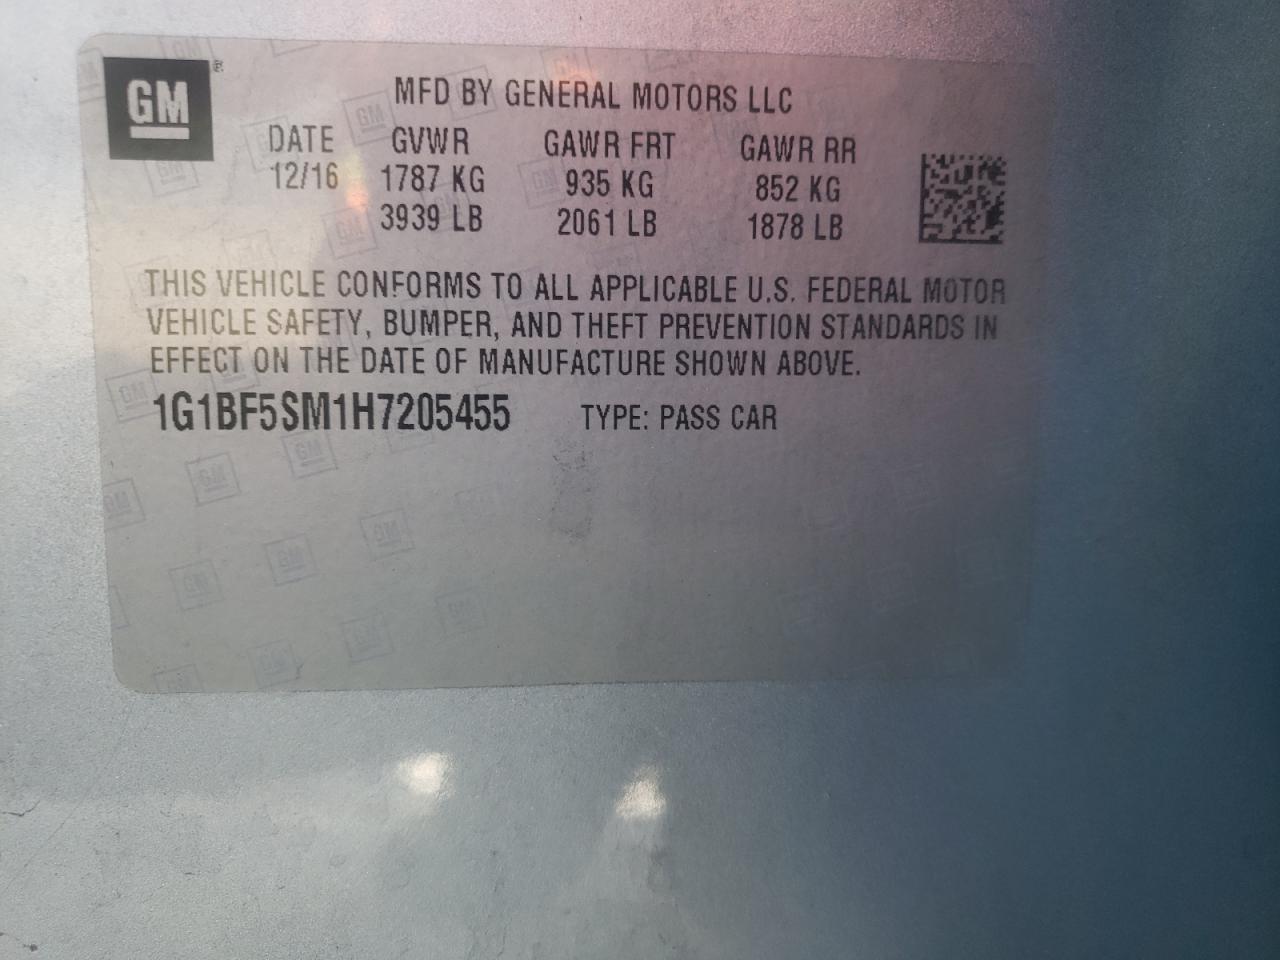 GM ®
MFD BY GENERAL MOTORS LLC
DATE GVWR GAWR FRT GAWR RR
12/16 1787 KG 935 KG 852 KG
3939 LB 2061 LB 1878 LB
THIS VEHICLE CONFORMS TO ALL APPLICABLE U.S. FEDERAL MOTOR
VEHICLE SAFETY, BUMPER, AND THEFT PREVENTION STANDARDS IN
EFFECT ON THE DATE OF MANUFACTURE SHOWN ABOVE.
1G1BF5SM1H7205455 TYPE: PASS CAR